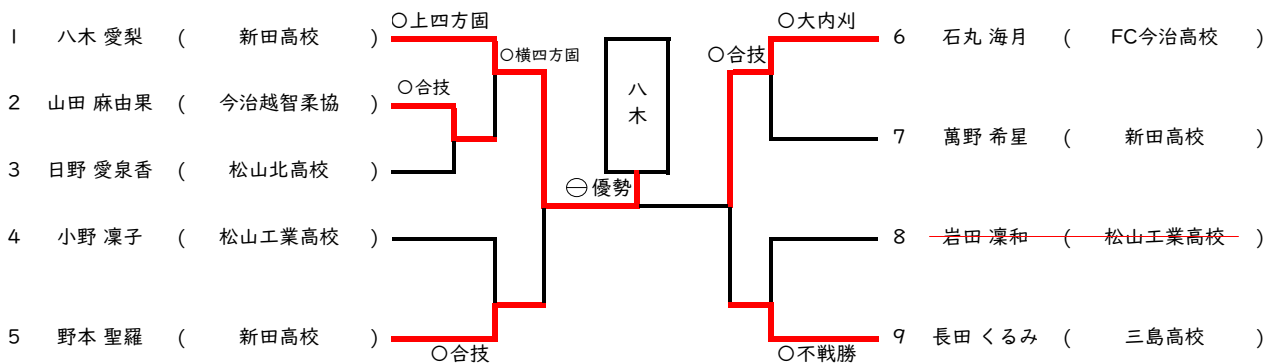 ○上四方固
1 八木 愛梨 ( 新田高校 )
○横四方固
○合技
2 山田 麻由果 ( 今治越智柔協 )
3 日野 愛泉香 ( 松山北高校 )
4 小野 凜子 ( 松山工業高校 )
5 野本 聖羅 ( 新田高校 )
○合技
八木
㊀優勢
○大内刈
6 石丸 海月 ( FC今治高校 )
○合技
7 萬野 希星 ( 新田高校 )
8 岩田 凜和 ( 松山工業高校 )
9 長田 くるみ ( 三島高校 )
○不戦勝